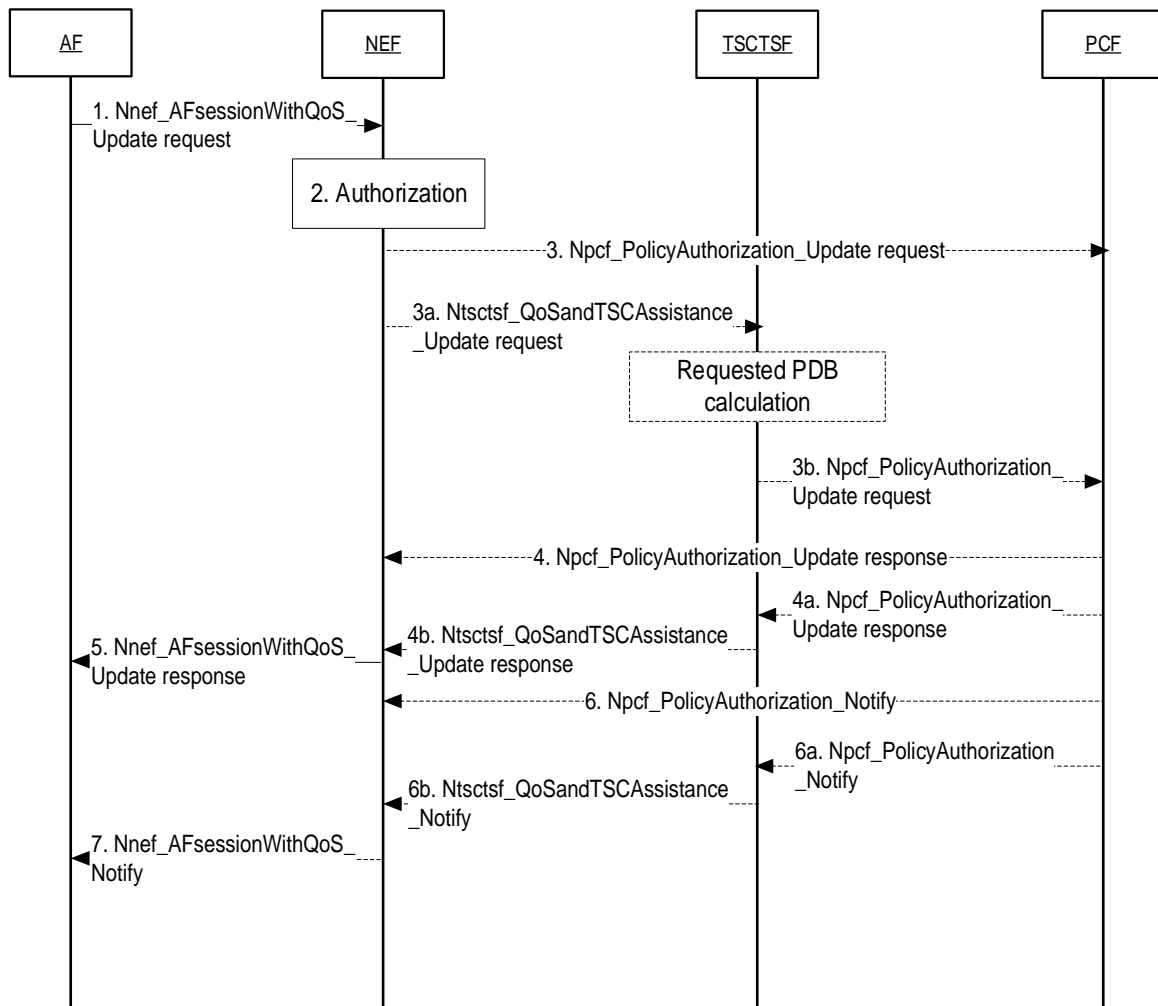 AF
NEF
TSCTSF
PCF
1. Nnef_AFsessionWithQoS_
Update request
2. Authorization
3. Npcf_PolicyAuthorization_Update request
3a. Ntsctsf_QoSandTSCAssistance
_Update request
Requested PDB
calculation
3b. Npcf_PolicyAuthorization_
Update request
4. Npcf_PolicyAuthorization_Update response
4a. Npcf_PolicyAuthorization_
Update response
4b. Ntsctsf_QoSandTSCAssistance
_Update response
5. Nnef_AFsessionWithQoS_
Update response
6. Npcf_PolicyAuthorization_Notify
6a. Npcf_PolicyAuthorization
_Notify
6b. Ntsctsf_QoSandTSCAssistance
_Notify
7. Nnef_AFsessionWithQoS_
Notify